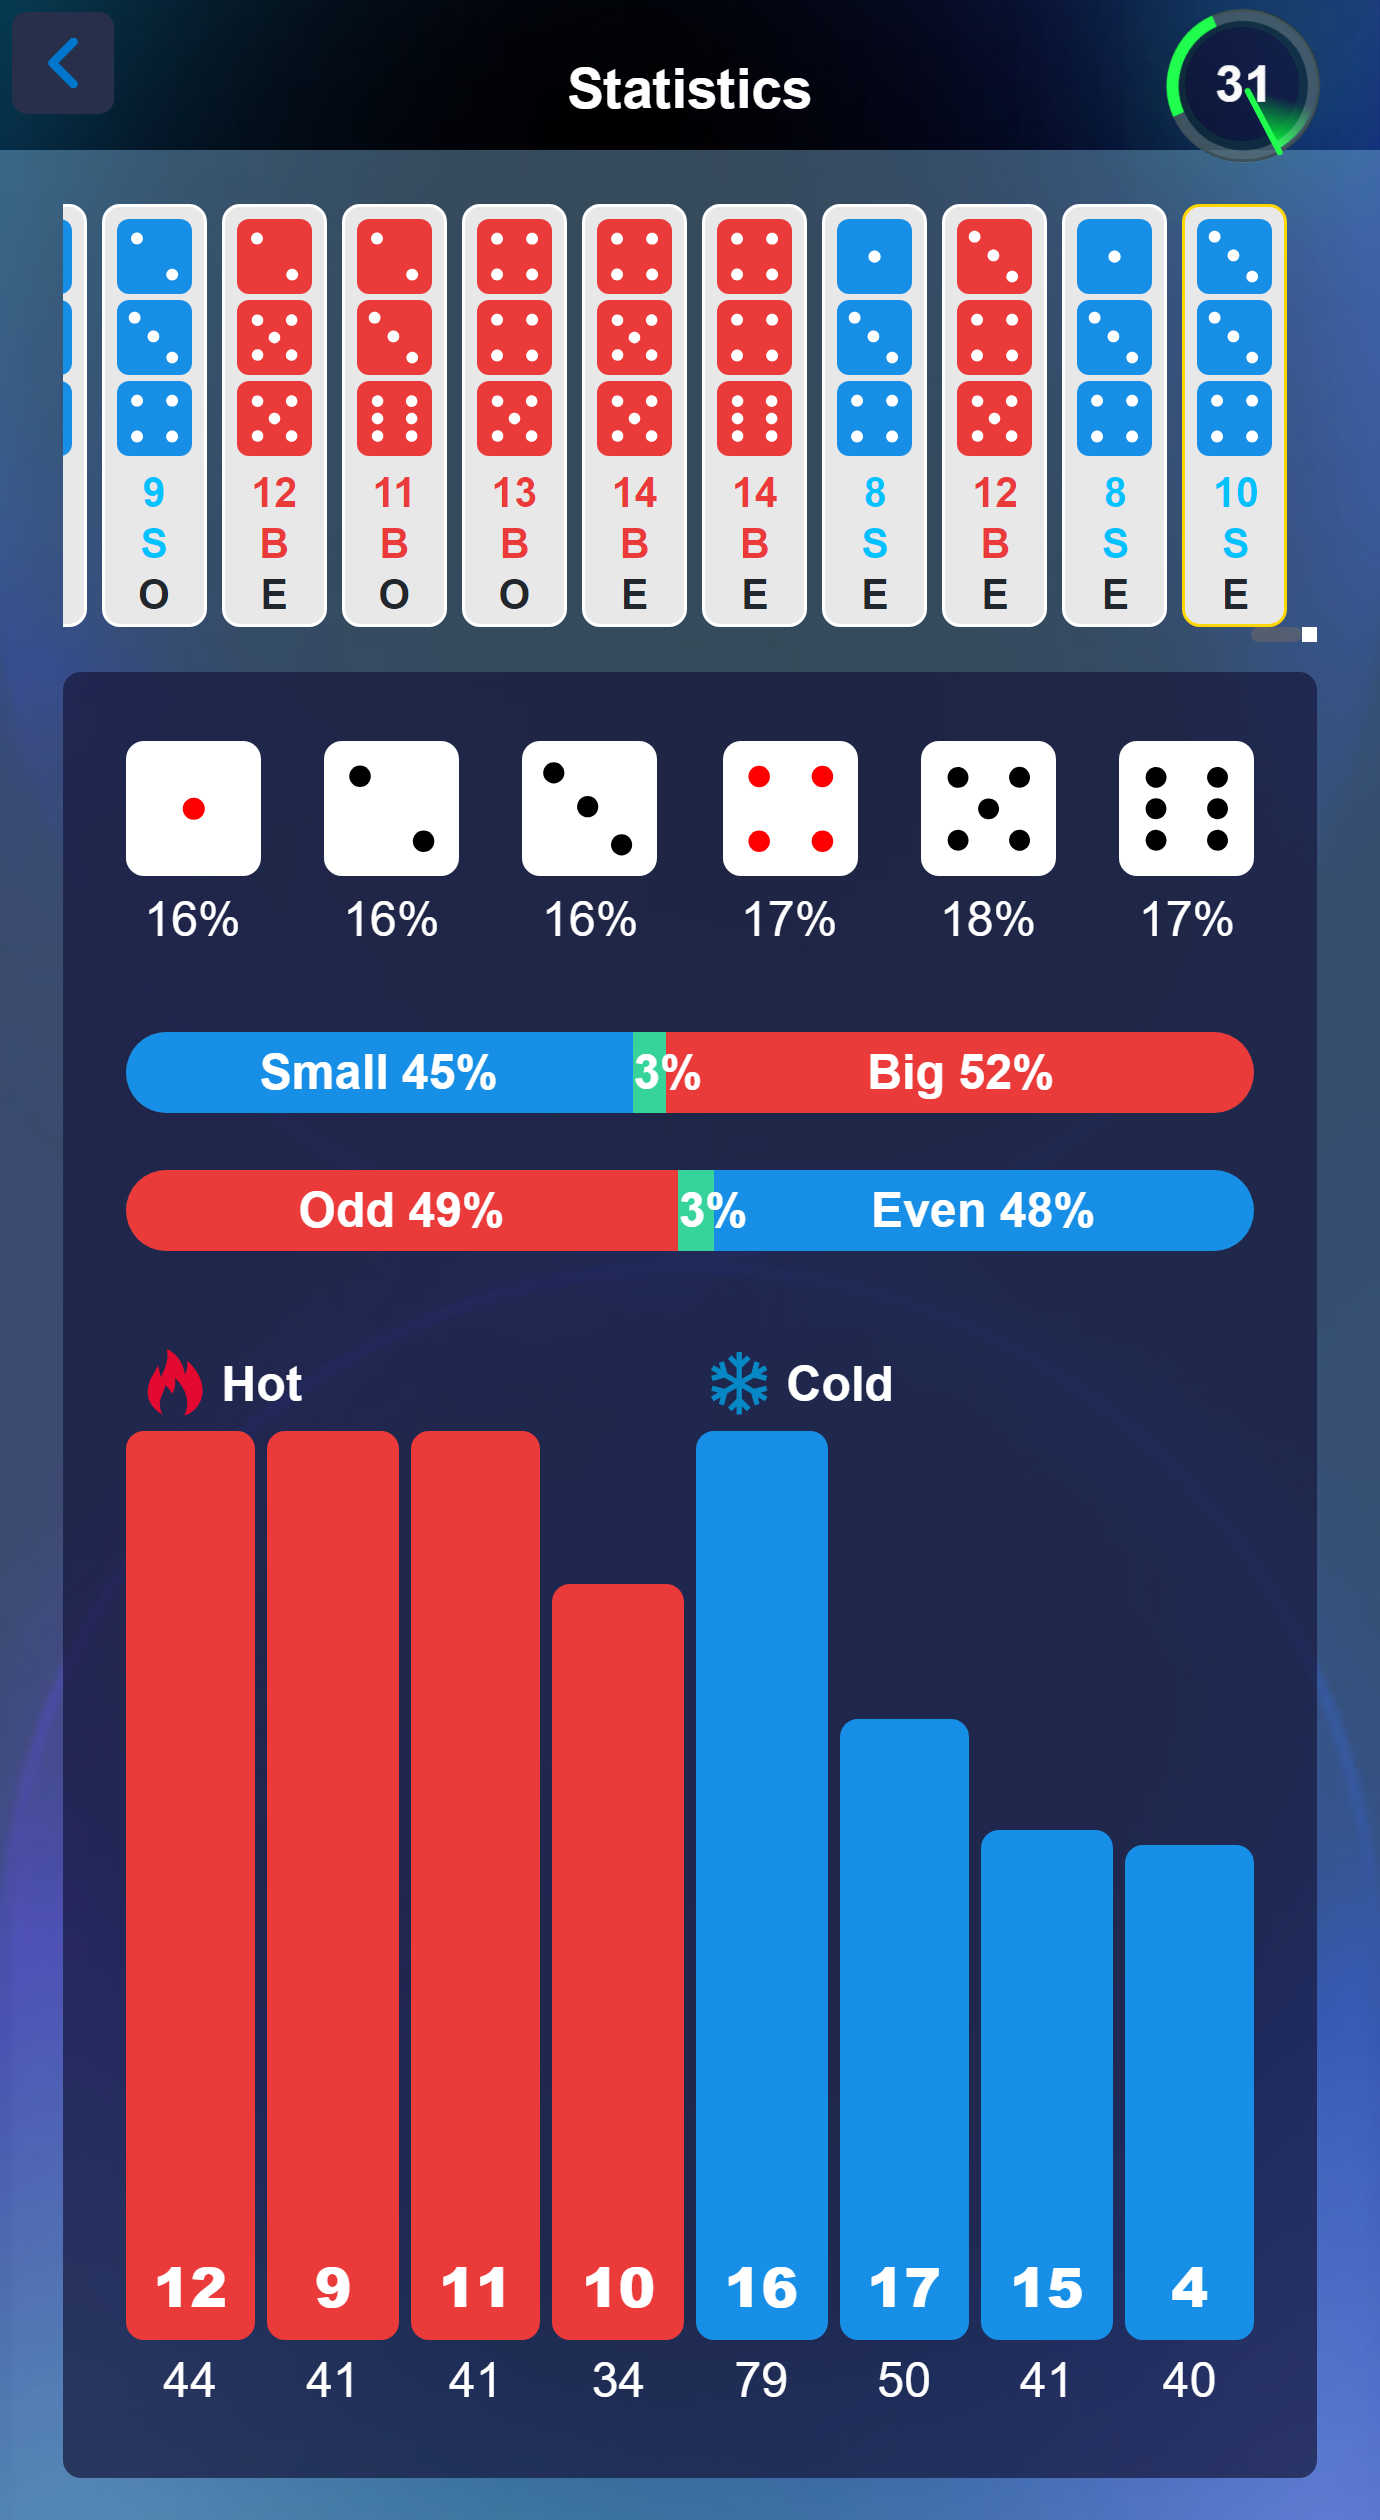 Statistics
31
9 12 11 13 14 14 8 12 8 10
S B B B B B S B S S
O E O O E E E E E E
16% 16% 16% 17% 18% 17%
Small 45% 3% Big 52%
Odd 49% 3% Even 48%
Hot Cold
12 9 11 10 16 17 15 4
44 41 41 34 79 50 41 40